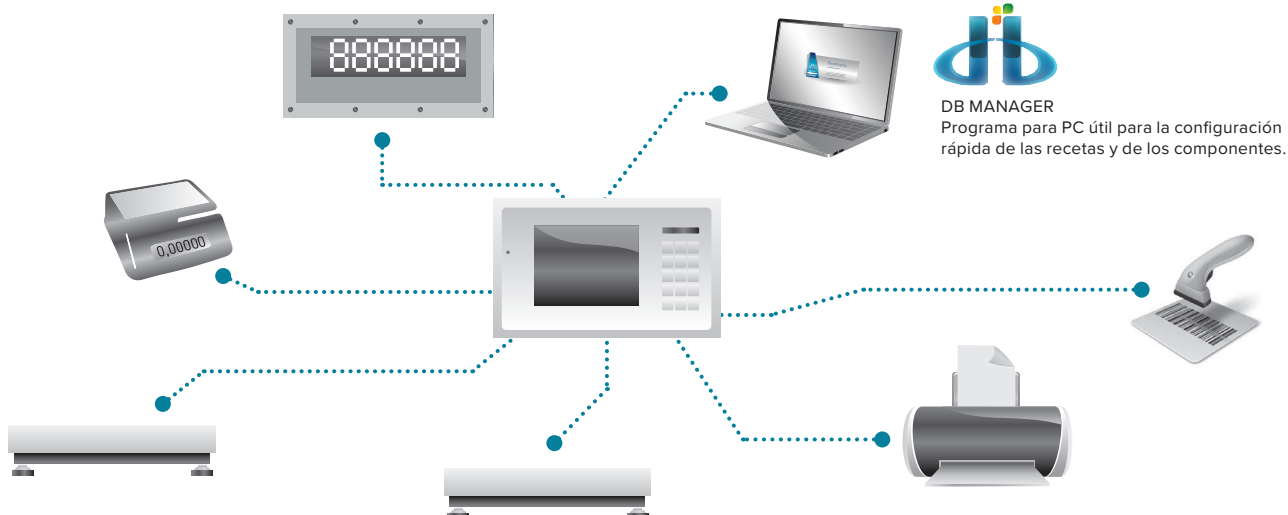 888888
DB MANAGER
Programa para PC útil para la configuración
rápida de las recetas y de los componentes.
0,00000